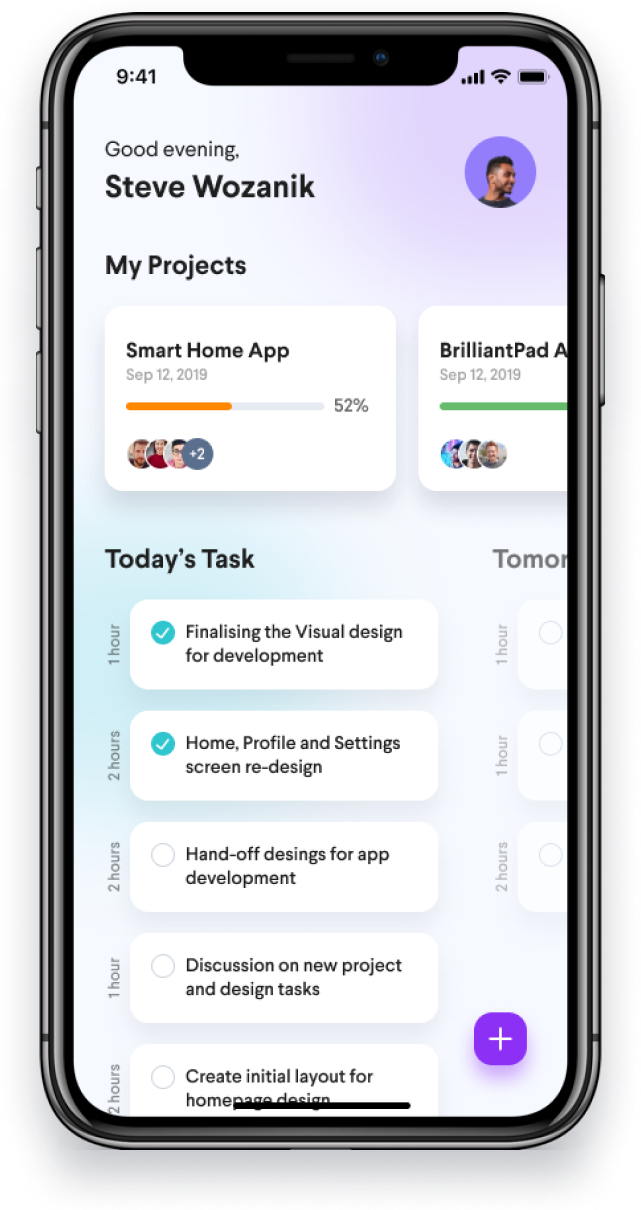 9:41
Good evening,
Steve Wozanik
My Projects
Smart Home App
Sep 12, 2019
52%
+2
BrilliantPad A
Sep 12, 2019
Today’s Task
Tomor
1 hour
Finalising the Visual design
for development
1 hour
2 hours
Home, Profile and Settings
screen re-design
1 hour
2 hours
Hand-off desings for app
development
2 hours
1 hour
Discussion on new project
and design tasks
2 hours
Create initial layout for
homepage design